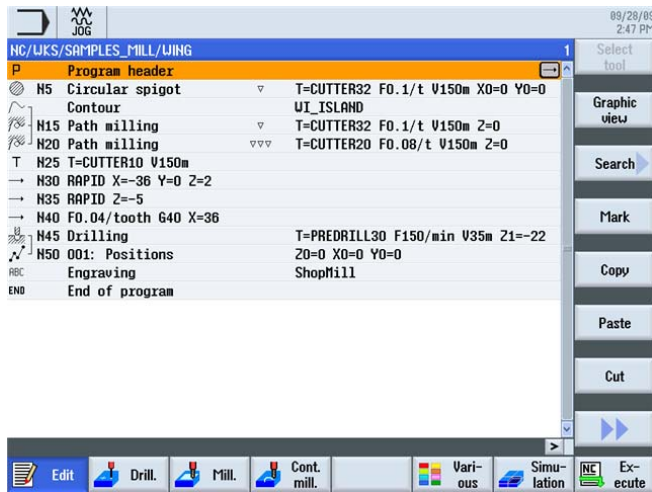 JOG
09/28/09
2:47 PM
NC/WKS/SAMPLES_MILL/WING 1
P Program header
N5 Circular spigot ▽ T=CUTTER32 F0.1/t V150m X0=0 Y0=0
Contour WI_ISLAND
N15 Path milling ▽ T=CUTTER32 F0.1/t V150m Z=0
N20 Path milling ▽▽▽ T=CUTTER20 F0.08/t V150m Z=0
T N25 T=CUTTER10 V150m
→ N30 RAPID X=-36 Y=0 Z=2
→ N35 RAPID Z=-5
→ N40 F0.04/tooth G40 X=36
N45 Drilling T=PREDRILL30 F150/min V35m Z1=-22
N50 001: Positions Z0=0 X0=0 Y0=0
ABC Engraving ShopMill
END End of program
Select
tool
Graphic
view
Search
Mark
Copy
Paste
Cut
Edit
Drill.
Mill.
Cont.
mill.
Vari-
ous
Simu-
lation
NC Ex-
ecute